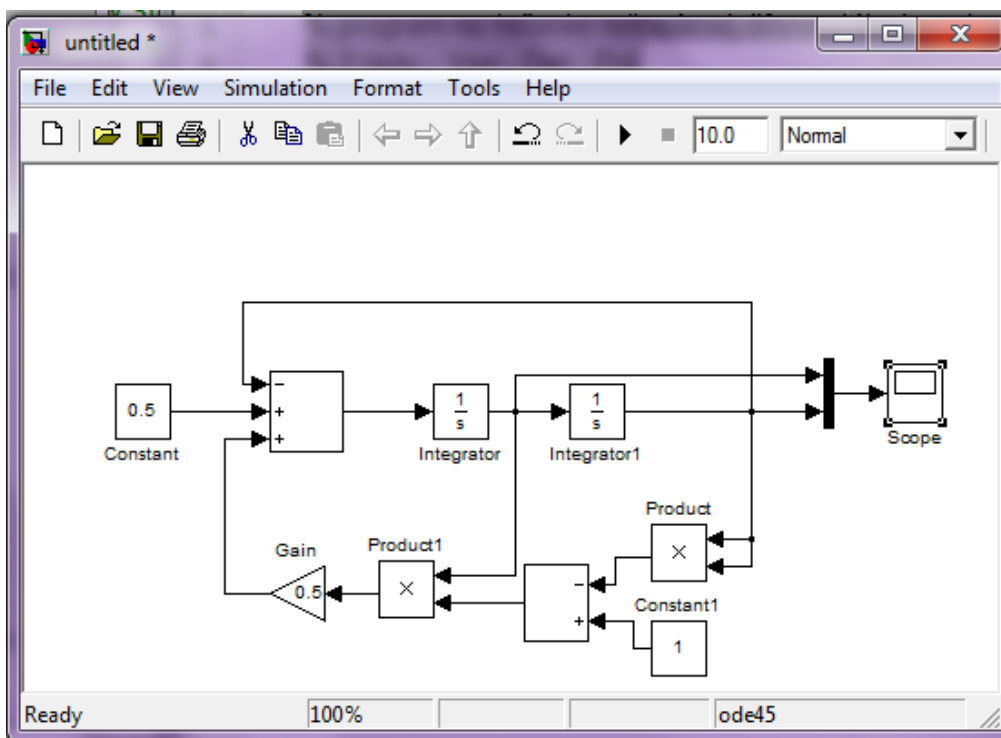 untitled *
File Edit View Simulation Format Tools Help
10.0 Normal
−
0.5 +
+
Constant
1
s
Integrator
1
s
Integrator1
Scope
Product
×
Gain
0.5
Product1
×
−
+
Constant1
1
Ready 100% ode45